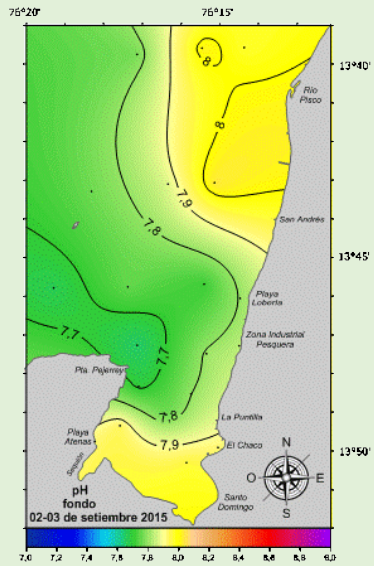 76°20' 76°15'
13°40'
Río
Pisco
8
8
7,9
San Andrés
7,8
13°45'
Playa
Loberia
7,7
Zona Industrial
Pesquera
7,7
Pta. Pejerrey
7,8
La Puntilla
Playa
Atenas
7,9
El Chaco
13°50'
Sequión
N
O E
S
pH
fondo
02-03 de setiembre 2015
Santo
Domingo
7,0 7,2 7,4 7,6 7,8 8,0 8,2 8,4 8,6 8,8 9,0